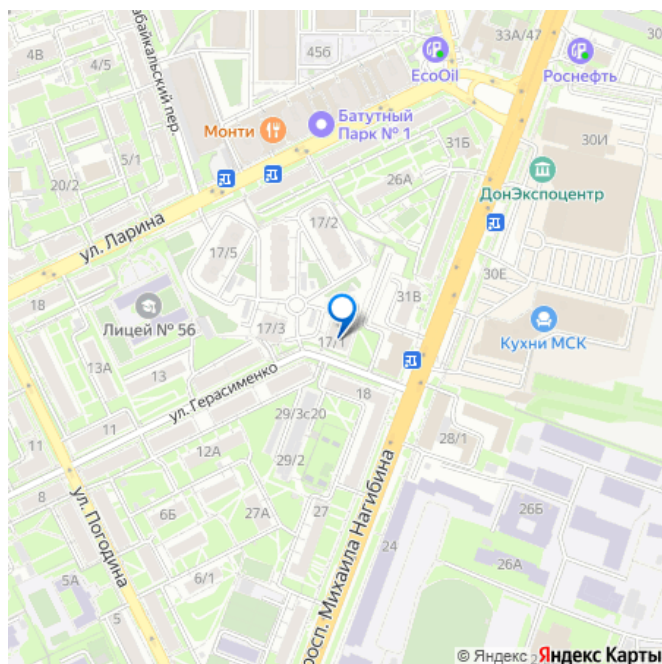 33А/47
4В
45б
4/5
Забайкальский пер.
EcoOil
Роснефть
Монти
Батутный
Парк № 1
30И
31Б
5/1
26А
20/2
ДонЭкспоцентр
17/2
ул. Ларина
17/5
30Е
31В
18
Лицей № 56
17/3
17/1
Кухни МСК
13А
13
ул. Герасименко
18
29/3с20
11
11
28/1
12А
29/2
8
6Б
27А
27
26Б
ул. Погодина
24
26А
5А
6/1
просп. Михаила Нагибина
© Яндекс
Яндекс Карты